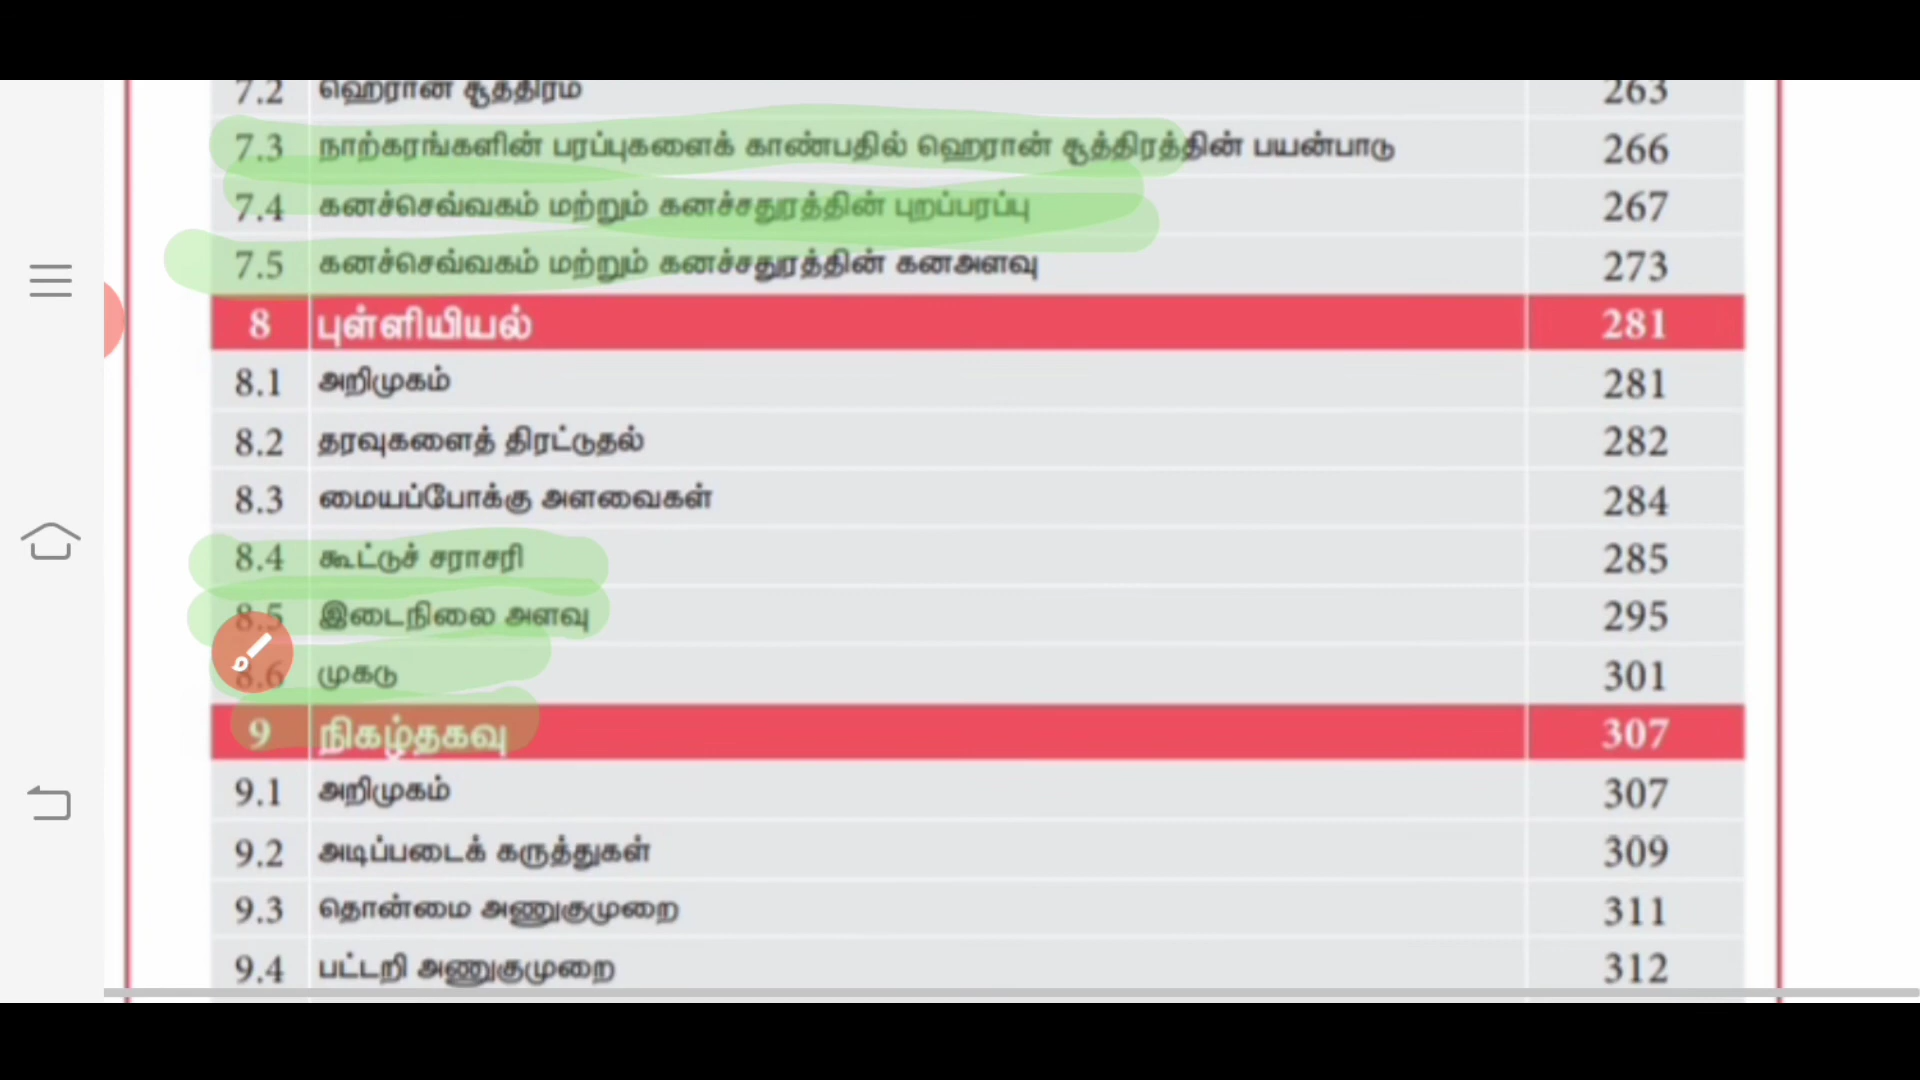 7.2 ஹெரான் சூத்திரம் 263
7.3 நாற்கரங்களின் பரப்புகளைக் காண்பதில் ஹெரான் சூத்திரத்தின் பயன்பாடு 266
7.4 கனச்செவ்வகம் மற்றும் கனச்சதுரத்தின் புறப்பரப்பு 267
7.5 கனச்செவ்வகம் மற்றும் கனச்சதுரத்தின் கனஅளவு 273
8 புள்ளியியல் 281
8.1 அறிமுகம் 281
8.2 தரவுகளைத் திரட்டுதல் 282
8.3 மையப்போக்கு அளவைகள் 284
8.4 கூட்டுச் சராசரி 285
8.5 இடைநிலை அளவு 295
8.6 முகடு 301
9 நிகழ்தகவு 307
9.1 அறிமுகம் 307
9.2 அடிப்படைக் கருத்துகள் 309
9.3 தொன்மை அணுகுமுறை 311
9.4 பட்டறி அணுகுமுறை 312